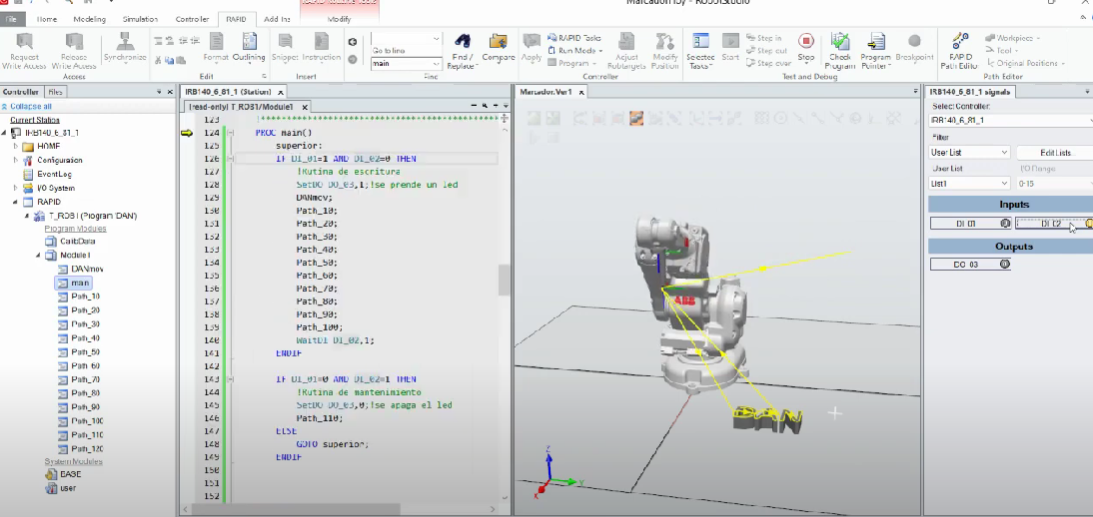 File Home Modeling Simulation Controller RAPID Add Ins Modify
Request Write Access
Release Write Access
Synchronize
Format
Outlining
Snippet
Instruction
Go to line
main
Find / Replace
Compare
Apply
RAPID Tasks
Run Mode
Program
Adjust Robtargets
Modify Position
Selected Tasks
Start
Step in
Step out
Step over
Stop
Check Program
Program Pointer
Breakpoint
RAPID Path Editor
Workpiece
Tool
Original Positions
Access
Edit
Insert
Find
Controller
Test and Debug
Path Editor
Controller Files
Collapse all
Current Station
IRB140_6_81_1
HOME
Configuration
EventLog
I/O System
RAPID
T_ROB1 (Program 'DAN')
Program Modules
CalibData
Module1
DANmov
main
Path_10
Path_20
Path_30
Path_40
Path_50
Path_60
Path_70
Path_80
Path_90
Path_100
Path_110
Path_120
System Modules
BASE
user
IRB140_6_81_1 (Station)
(read-only) T_ROB1/Module1
123
124 PROC main()
125 superior:
126 IF DI_01=1 AND DI_02=0 THEN
127 !Rutina de escritura
128 SetDO DO_03,1;!se prende un led
129 DANmov;
130 Path_10;
131 Path_20;
132 Path_30;
133 Path_40;
134 Path_50;
135 Path_60;
136 Path_70;
137 Path_80;
138 Path_90;
139 Path_100;
140 WaitDI DI_02,1;
141 ENDIF
142
143 IF DI_01=0 AND DI_02=1 THEN
144 !Rutina de mantenimiento
145 SetDO DO_03,0;!se apaga el led
146 Path_110;
147 ELSE
148 GOTO superior;
149 ENDIF
150
151
152
Marcador:Ver1
ABB
DAN
Z
Y
X
IRB140_6_81_1 signals
Select Controller:
IRB140_6_81_1
Filter
User List
Edit Lists...
User List
I/O Range
List1
0-15
Inputs
DI_01 0 DI_02
Outputs
DO_03